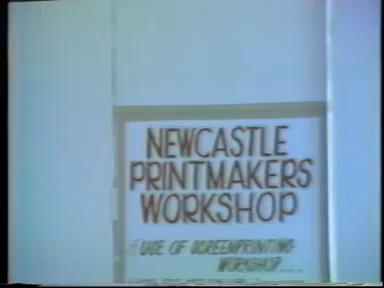 NEWCASTLE
PRINTMAKERS
WORKSHOP
USE OF SCREENPRINTING
WORKSHOP